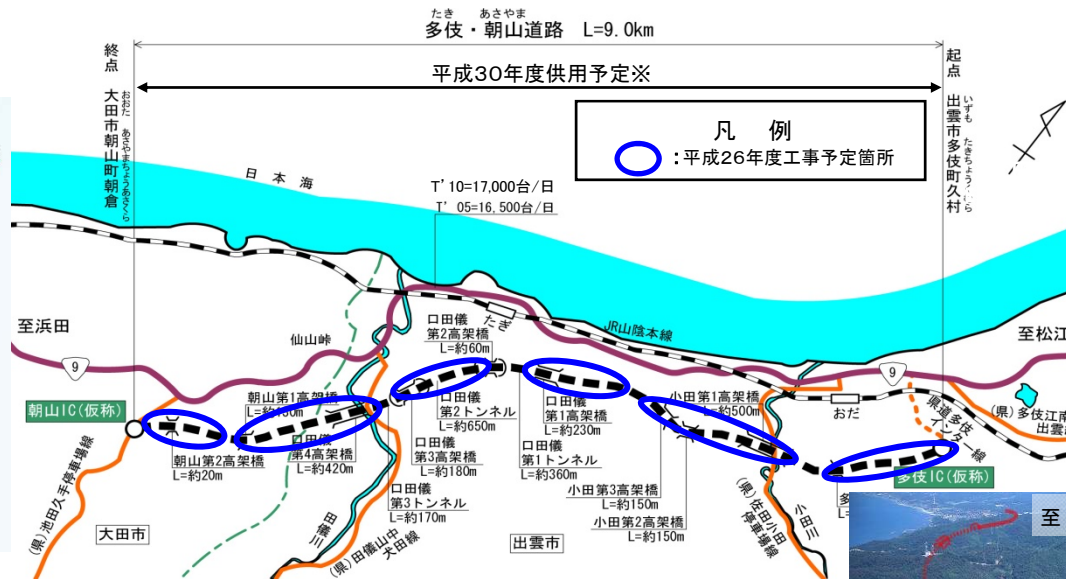 たき あさやま
多伎・朝山道路 L=9.0km
平成30年度供用予定※
終点 大田市朝山町朝倉
おおた あさやまちょうあさくら
起点 出雲市多伎町久村
いずも たきちょう
凡 例
:平成26年度工事予定箇所
日本海
T'10=17,000台/日
T'05=16,500台/日
至浜田
9
仙山峠
たぎ
JR山陰本線
おだ
9
至松江
朝山IC(仮称)
朝山第2高架橋
L=約20m
朝山第1高架橋
口田儀
第4高架橋
L=約420m
口田儀
第3トンネル
L=約170m
口田儀
第3高架橋
L=約180m
口田儀
第2高架橋
L=約60m
口田儀
第2トンネル
L=約650m
口田儀
第1トンネル
L=約360m
口田儀
第1高架橋
L=約230m
小田第3高架橋
L=約150m
小田第2高架橋
L=約150m
小田第1高架橋
L=約500m
多伎IC(仮称)
県道多伎
インター線
(県)多伎江南
出雲
(県)池田久手停車場線
大田市
田儀川
(県)田儀山中
大田線
出雲市
(県)佐田小田
停車場線
小田川
多
L=約
至